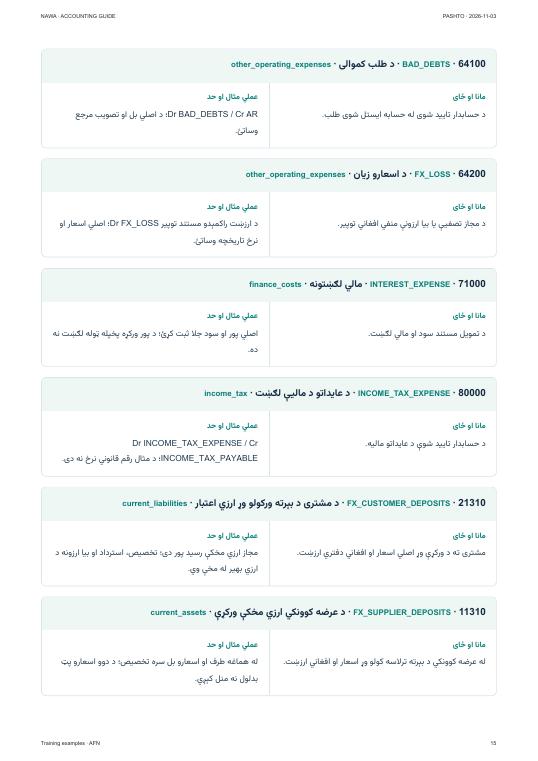 NAWA · ACCOUNTING GUIDE
PASHTO · 2026-11-03
64100 · BAD_DEBTS · د طلب کموالی · other_operating_expenses
مانا او ځای
د حسابدار تایید شوی له حسابه ایستل شوی طلب.
عملي مثال او حد
Dr BAD_DEBTS / Cr AR؛ د اصلي بل او تصویب مرجع
وساتئ.
64200 · FX_LOSS · د اسعارو زیان · other_operating_expenses
مانا او ځای
د مجاز تصفیې یا بیا ارزونې منفي افغانۍ توپیر.
عملي مثال او حد
د ارزښت راکمېدو مستند توپیر Dr FX_LOSS؛ اصلي اسعار او
نرخ تاریخچه وساتئ.
71000 · INTEREST_EXPENSE · مالي لګښتونه · finance_costs
مانا او ځای
د تمویل مستند سود او مالي لګښت.
عملي مثال او حد
اصلي پور او سود جلا ثبت کړئ؛ د پور ورکړه پخپله ټوله لګښت نه
ده.
80000 · INCOME_TAX_EXPENSE · د عایداتو د مالیې لګښت · income_tax
مانا او ځای
د حسابدار تایید شوې د عایداتو مالیه.
عملي مثال او حد
Dr INCOME_TAX_EXPENSE / Cr
INCOME_TAX_PAYABLE؛ د مثال رقم قانوني نرخ نه دی.
21310 · FX_CUSTOMER_DEPOSITS · د مشتري د بېرته ورکولو وړ ارزي اعتبار · current_liabilities
مانا او ځای
مشتري ته د ورکړې وړ اصلي اسعار او افغانۍ دفتري ارزښت.
عملي مثال او حد
مجاز ارزي مخکې رسید پور دی؛ تخصیص، استرداد او بیا ارزونه د
ارزي بهیر له مخې وي.
11310 · FX_SUPPLIER_DEPOSITS · د عرضه کوونکي ارزي مخکې ورکړې · current_assets
مانا او ځای
له عرضه کوونکي د بېرته ترلاسه کولو وړ اسعار او افغانۍ ارزښت.
عملي مثال او حد
له هماغه طرف او اسعارو بل سره تخصیص؛ د دوو اسعارو پټ
بدلول نه منل کېږي.
Training examples · AFN
15